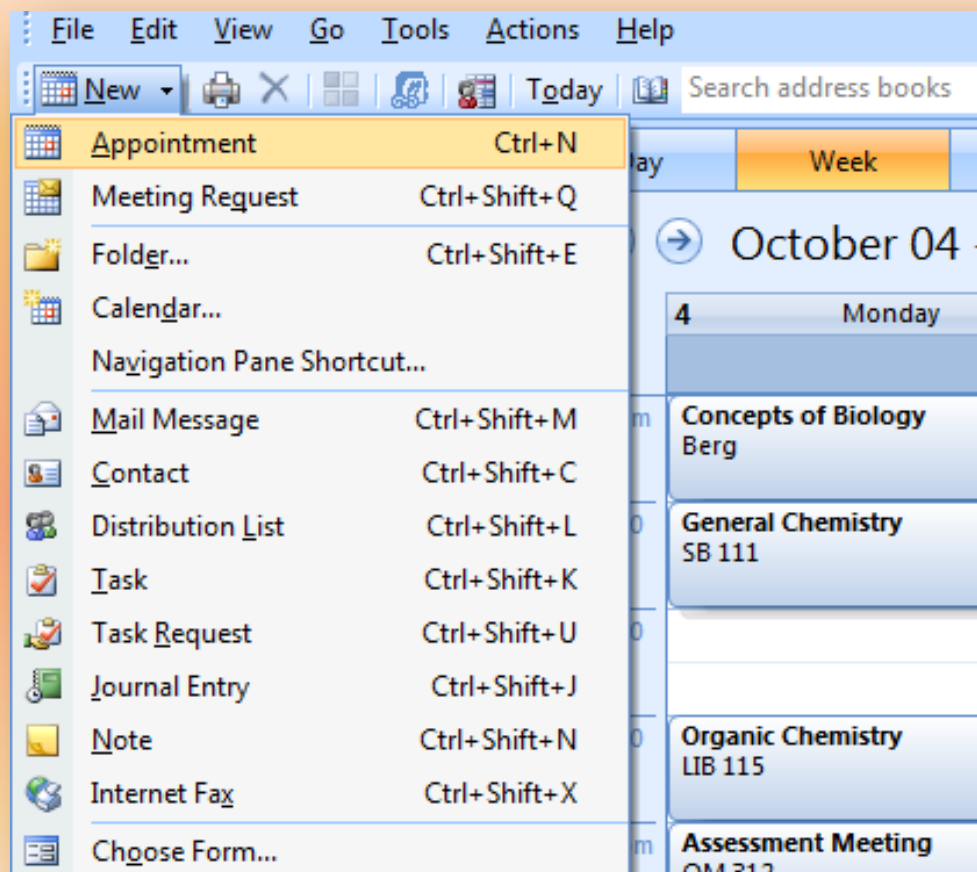 File Edit View Go Tools Actions Help
New Today Search address books
Appointment Ctrl+N
Meeting Request Ctrl+Shift+Q
Folder... Ctrl+Shift+E
Calendar...
Navigation Pane Shortcut...
Mail Message Ctrl+Shift+M
Contact Ctrl+Shift+C
Distribution List Ctrl+Shift+L
Task Ctrl+Shift+K
Task Request Ctrl+Shift+U
Journal Entry Ctrl+Shift+J
Note Ctrl+Shift+N
Internet Fax Ctrl+Shift+X
Choose Form...
Week
October 04
4 Monday
Concepts of Biology
Berg
General Chemistry
SB 111
Organic Chemistry
LIB 115
Assessment Meeting